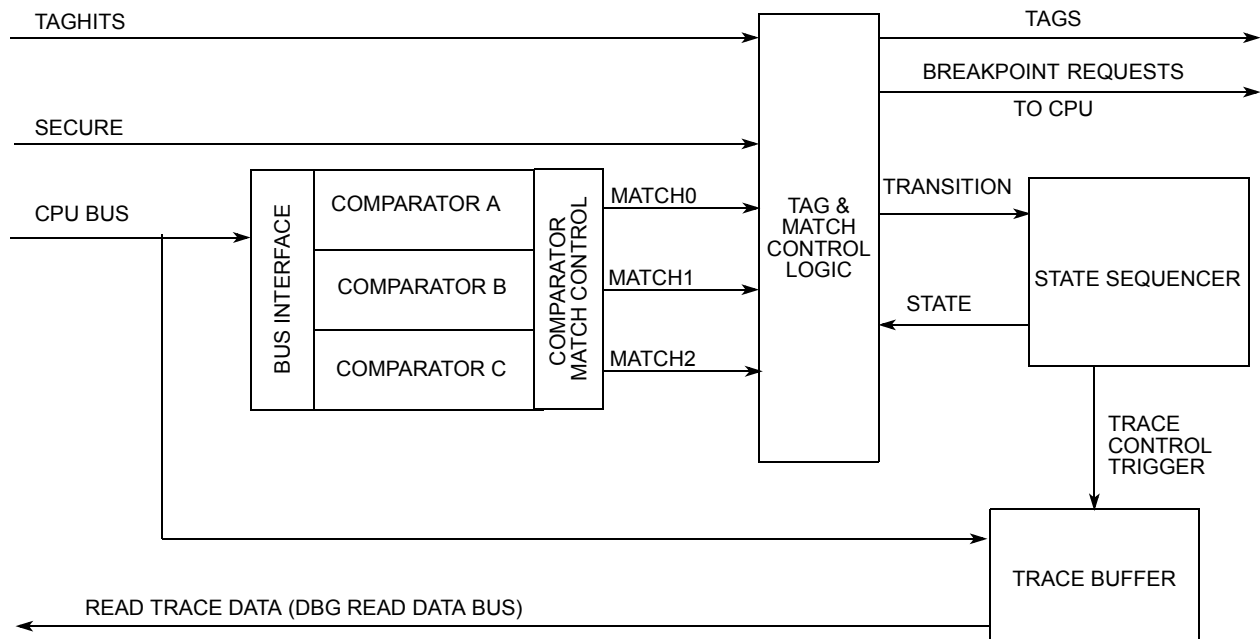 TAGHITS
TAGS
BREAKPOINT REQUESTS
TO CPU
SECURE
CPU BUS
BUS INTERFACE
COMPARATOR A
COMPARATOR B
COMPARATOR C
COMPARATOR
MATCH CONTROL
MATCH0
MATCH1
MATCH2
TAG &
MATCH
CONTROL
LOGIC
TRANSITION
STATE
STATE SEQUENCER
TRACE
CONTROL
TRIGGER
TRACE BUFFER
READ TRACE DATA (DBG READ DATA BUS)